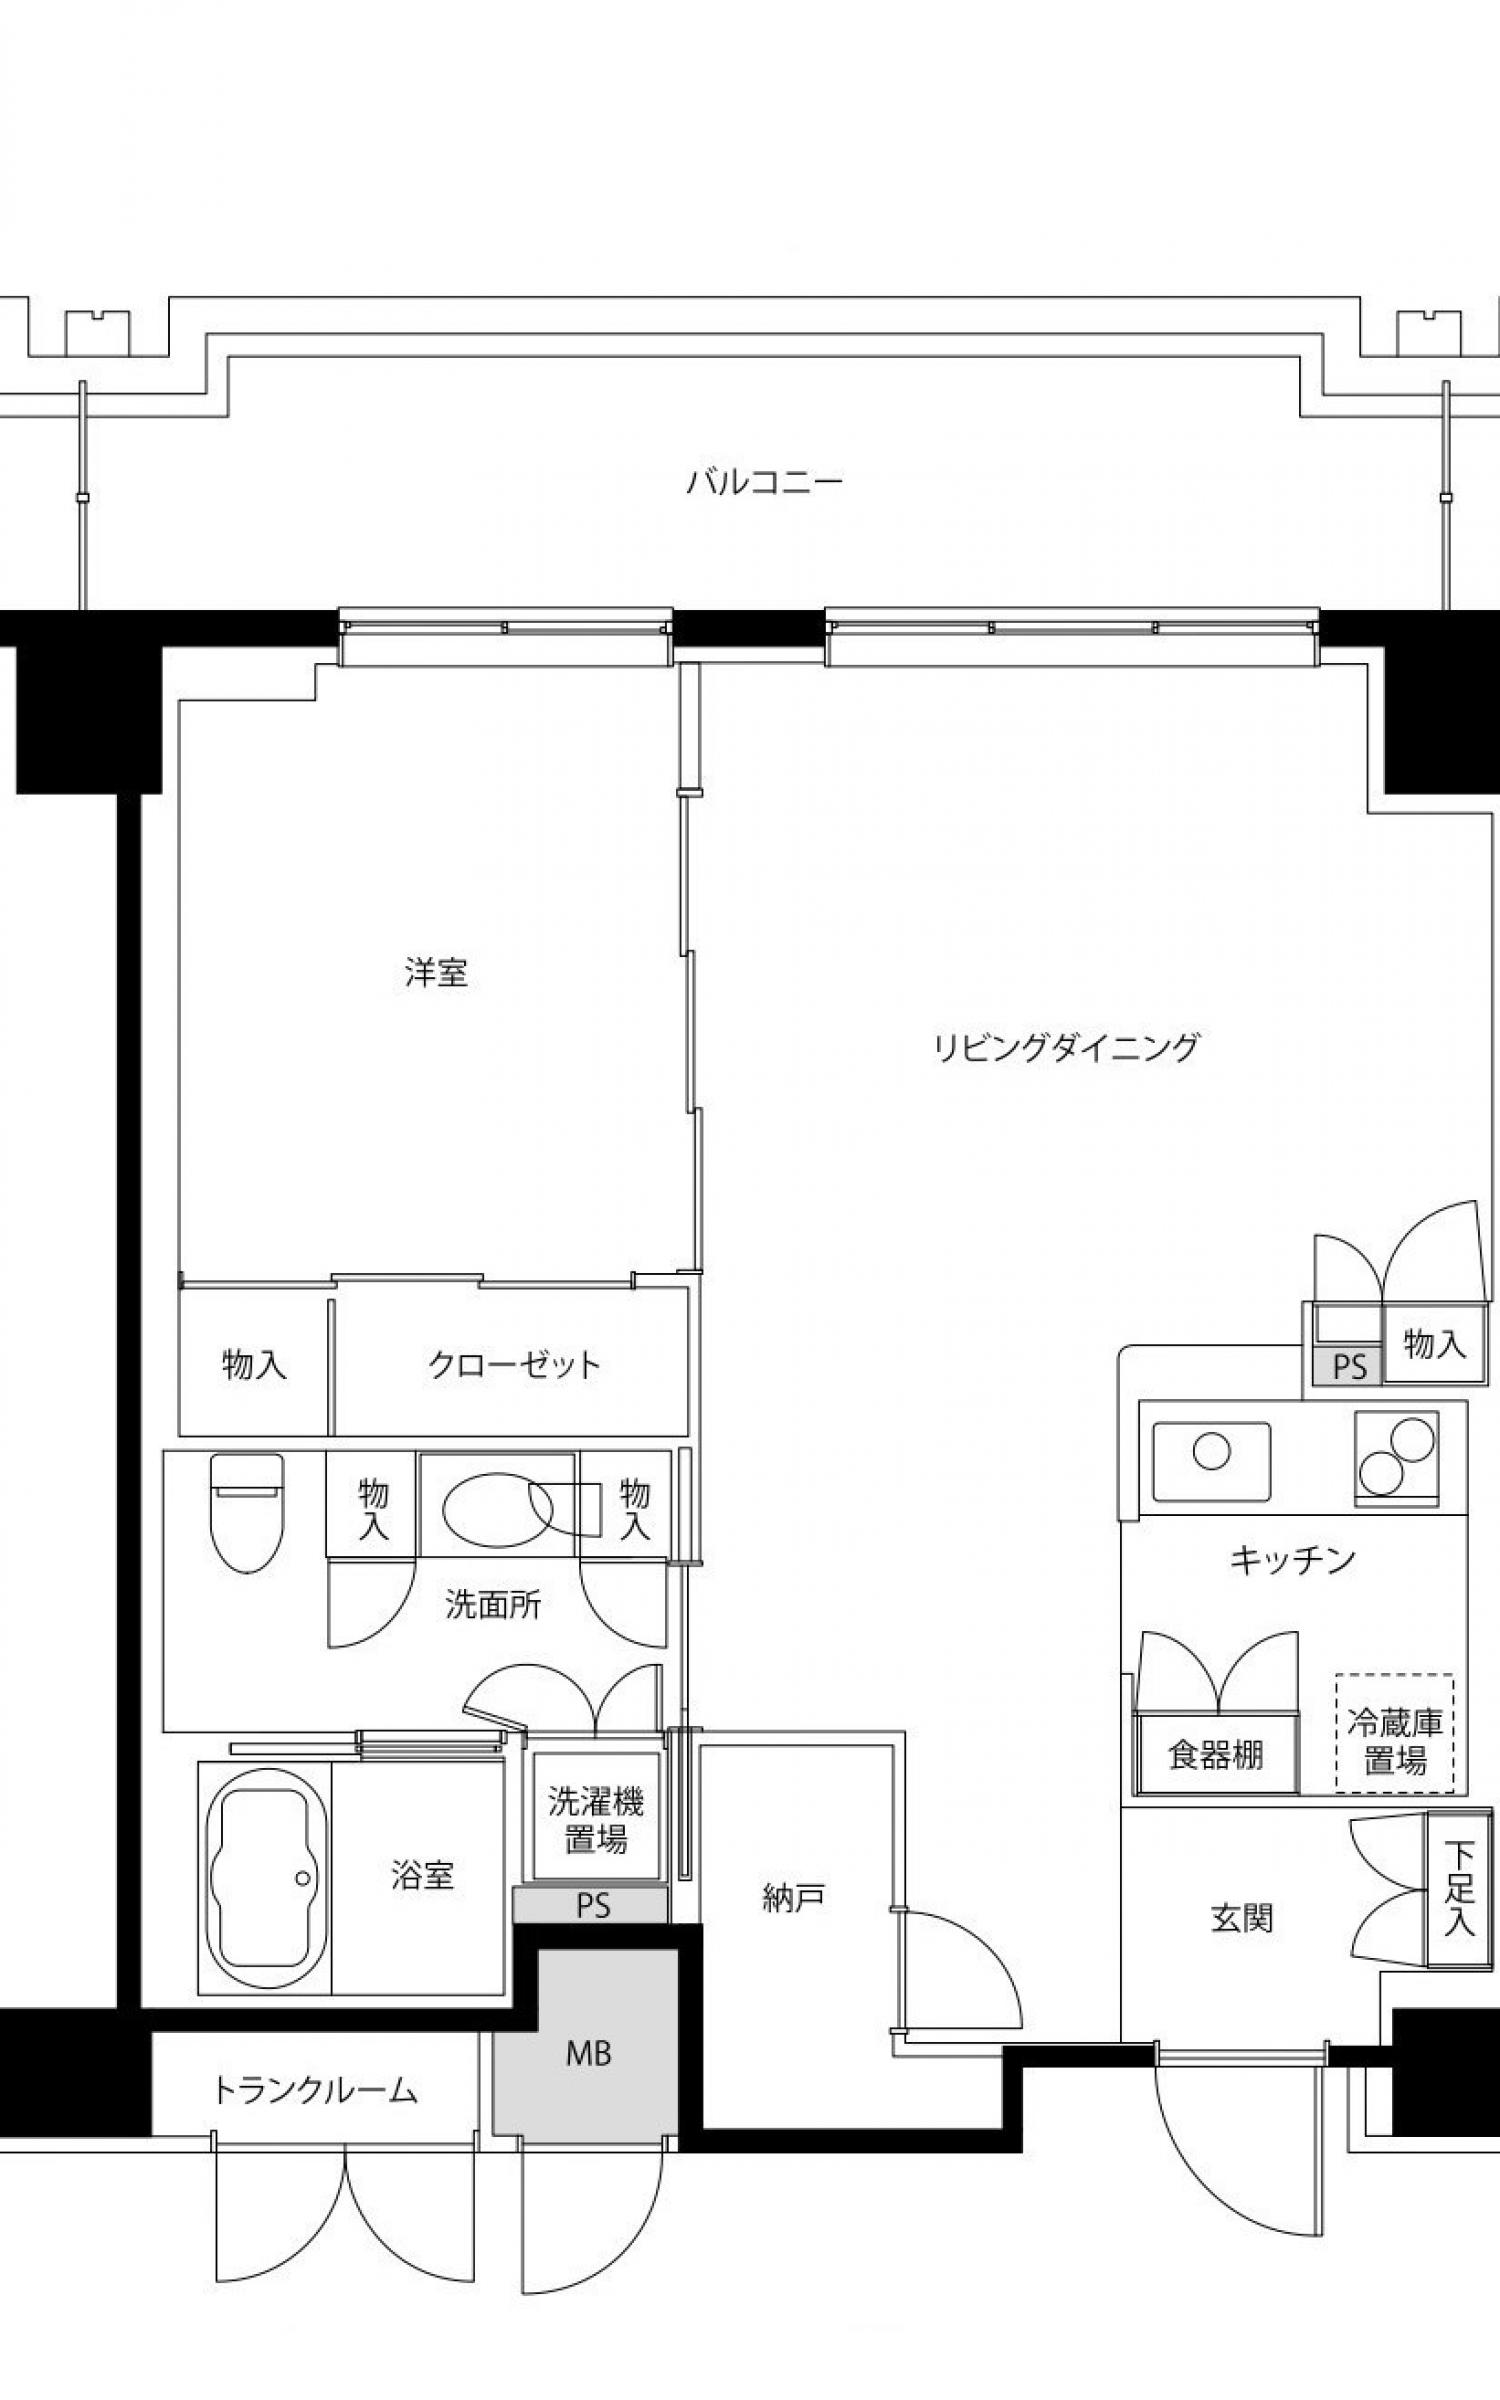 バルコニー
洋室
リビングダイニング
物入
クローゼット
PS
物入
物入
物入
洗面所
キッチン
食器棚
冷蔵庫
置場
洗濯機
置場
浴室
PS
納戸
玄関
下足入
MB
トランクルーム